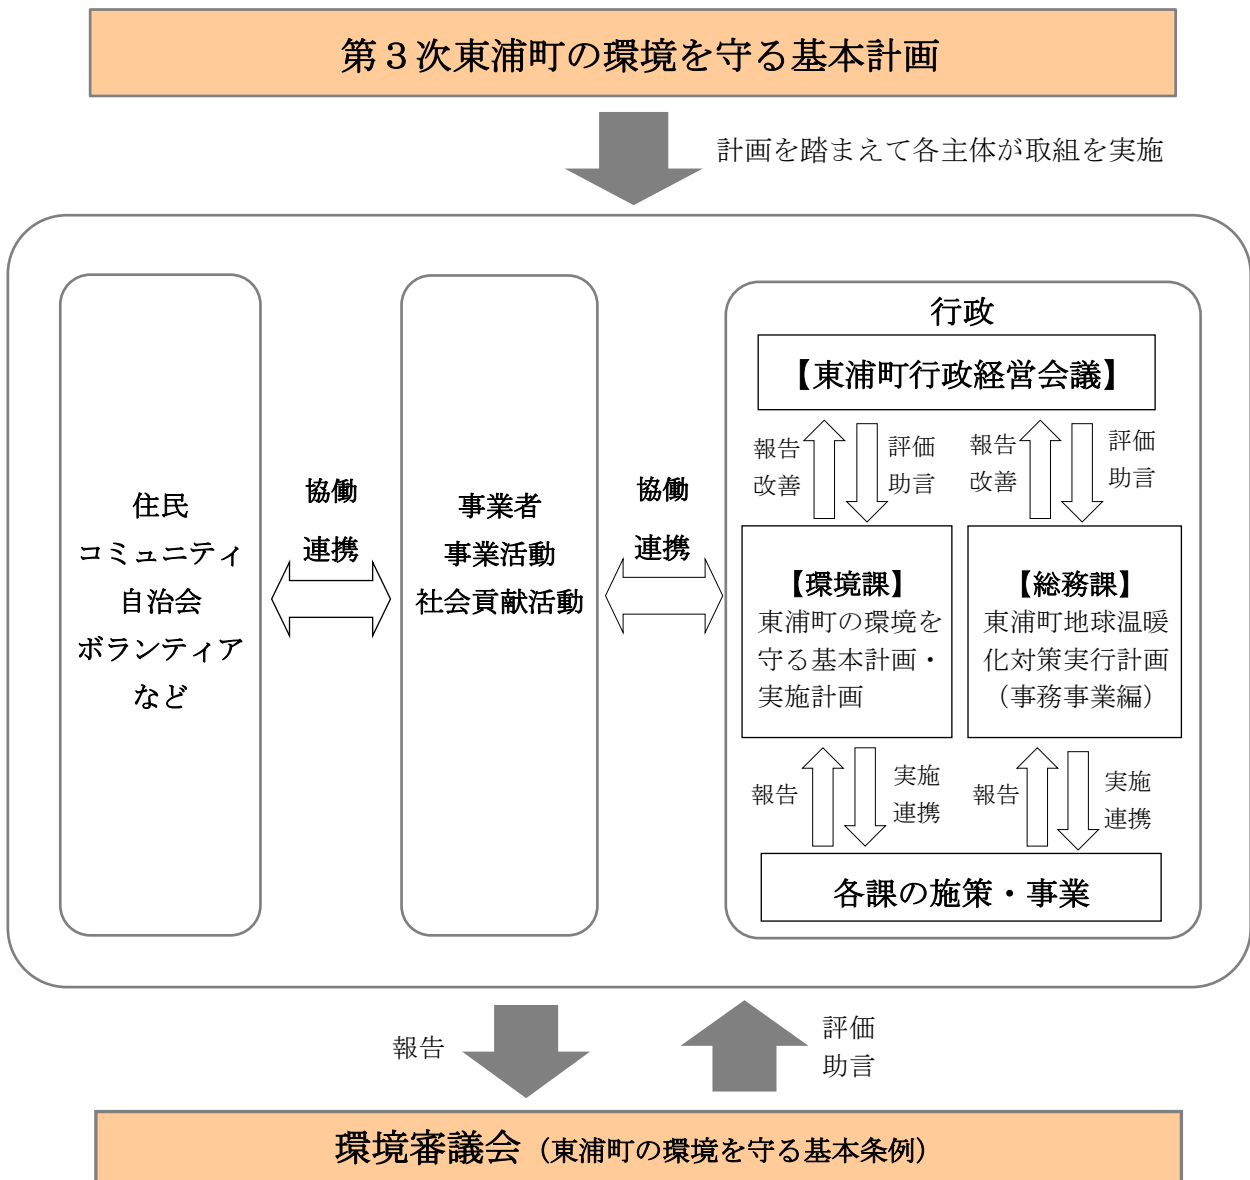 第３次東浦町の環境を守る基本計画
計画を踏まえて各主体が取組を実施
住民
コミュニティ
自治会
ボランティア
など
協働
連携
事業者
事業活動
社会貢献活動
協働
連携
行政
【東浦町行政経営会議】
報告
改善
評価
助言
報告
改善
評価
助言
【環境課】
東浦町の環境を
守る基本計画・
実施計画
【総務課】
東浦町地球温暖
化対策実行計画
（事務事業編）
報告
実施
連携
報告
実施
連携
各課の施策・事業
報告
評価
助言
環境審議会（東浦町の環境を守る基本条例）